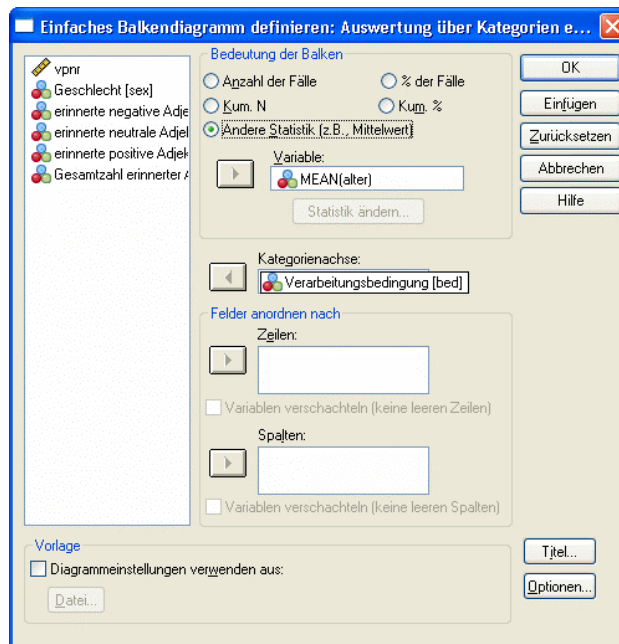 Einfaches Balkendiagramm definieren: Auswertung über Kategorien e...
vpnr
Geschlecht [sex]
erinnerte negative Adje
erinnerte neutrale Adjel
erinnerte positive Adjek
Gesamtzahl erinnerter A
Bedeutung der Balken
Anzahl der Fälle
% der Fälle
Kum. N
Kum. %
Andere Statistik (z.B., Mittelwert)
Variable:
MEAN(alter)
Statistik ändern...
Kategorienachse:
Verarbeitungsbedingung [bed]
Felder anordnen nach
Zeilen:
Variablen verschachteln (keine leeren Zeilen)
Spalten:
Variablen verschachteln (keine leeren Spalten)
OK
Einfügen
Zurücksetzen
Abbrechen
Hilfe
Vorlage
Diagrammeinstellungen verwenden aus:
Datei...
Titel...
Optionen...